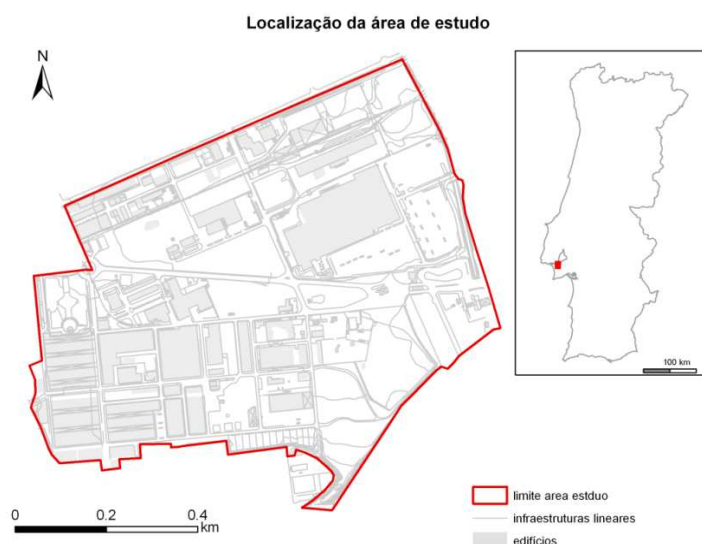 Localização da área de estudo
N
100 km
0 0.2 0.4
km
limite area estduo
infraestruturas lineares
edifícios